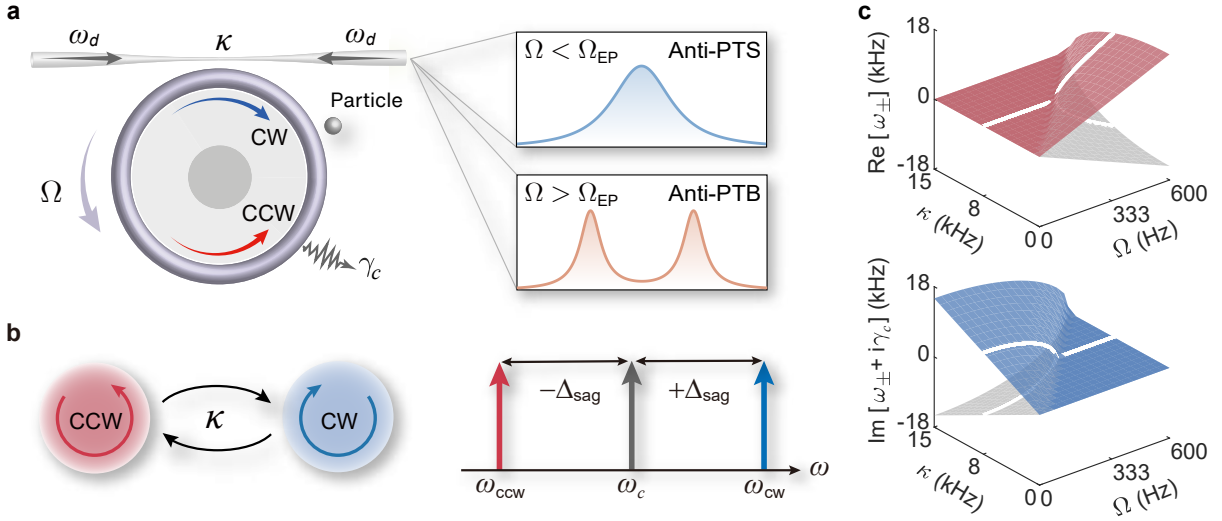 a
ω_d
κ
ω_d
Particle
CW
CCW
Ω
γ_c
Ω < Ω_EP Anti-PTS
Ω > Ω_EP Anti-PTB
b
CCW
κ
CW
−Δ_sag
+Δ_sag
ω_ccw
ω_c
ω_cw
ω
c
Re [ω_±] (kHz)
18
0
-18
15
8
0
κ (kHz)
0
333
600
Ω (Hz)
Im [ω_± + iγ_c] (kHz)
18
0
-18
15
8
0
κ (kHz)
0
333
600
Ω (Hz)